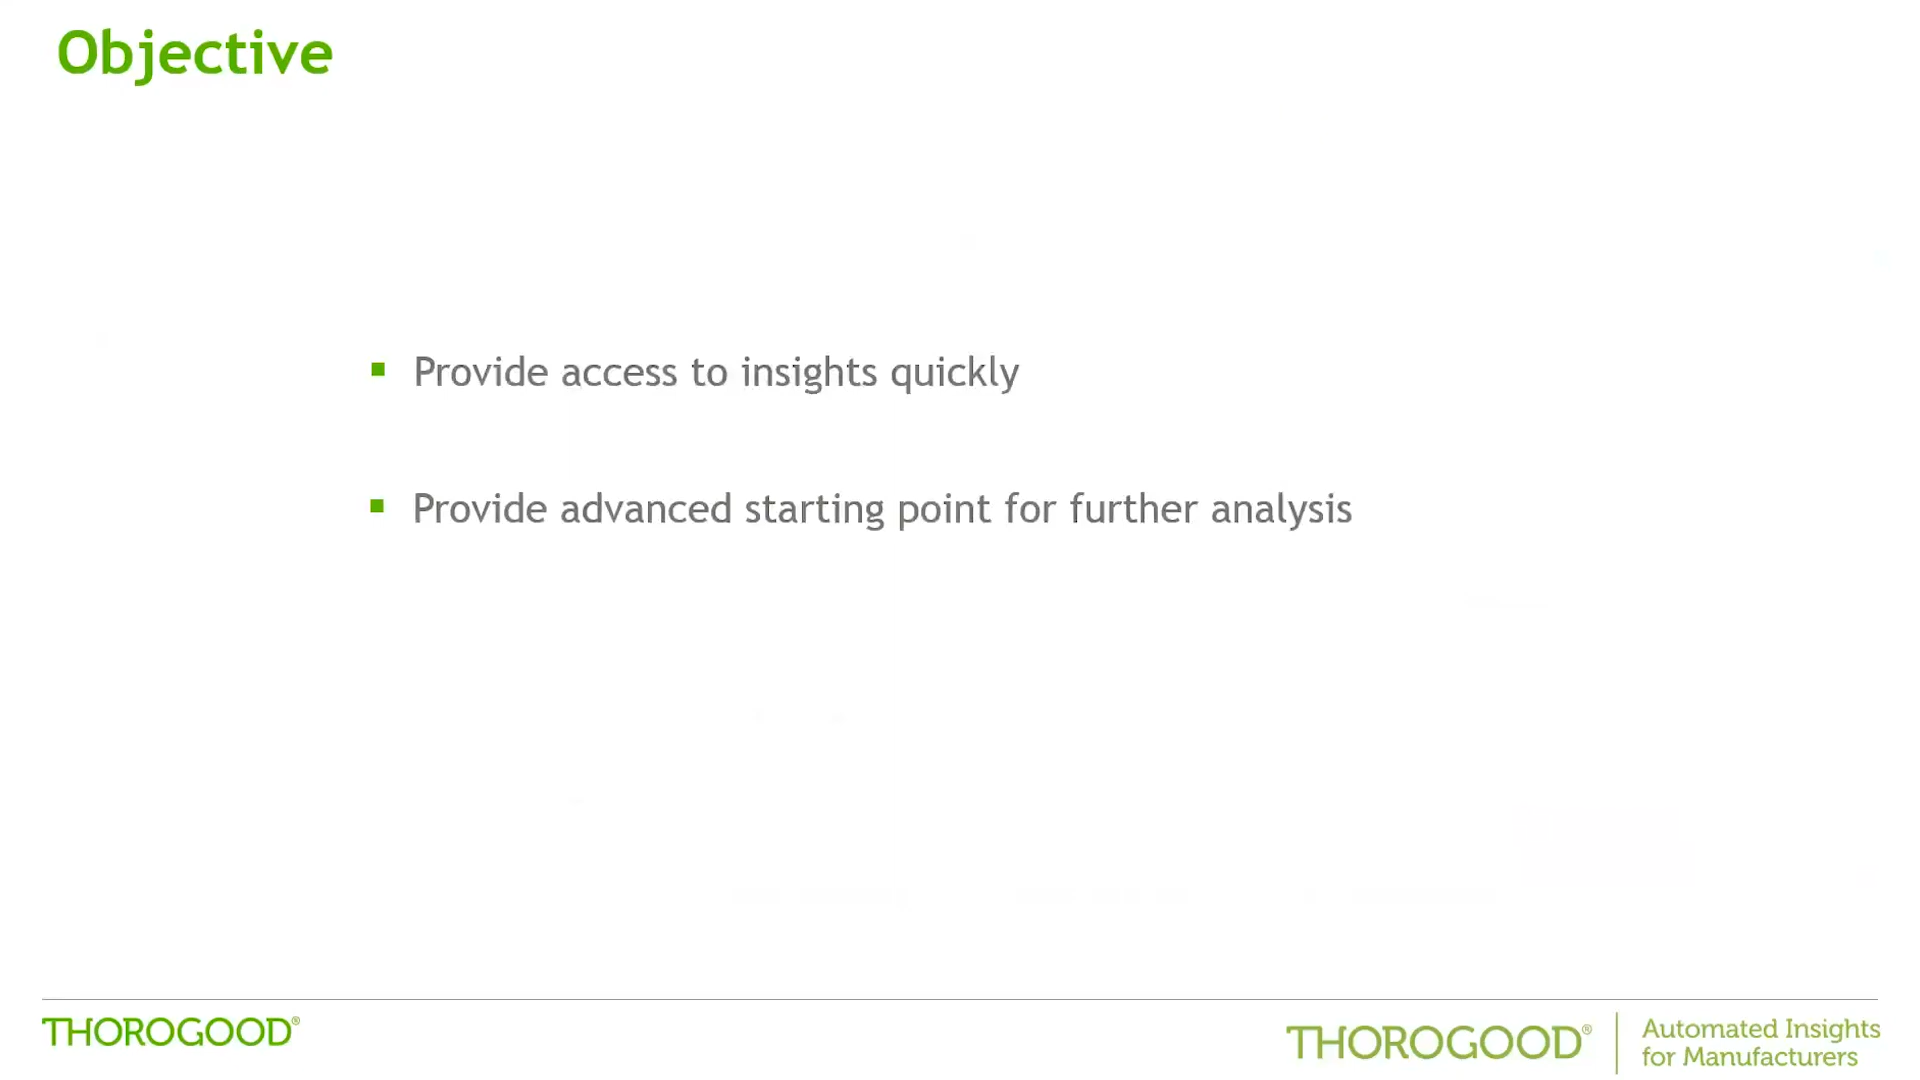 Objective
Provide access to insights quickly
Provide advanced starting point for further analysis
THOROGOOD®
THOROGOOD®
Automated Insights
for Manufacturers